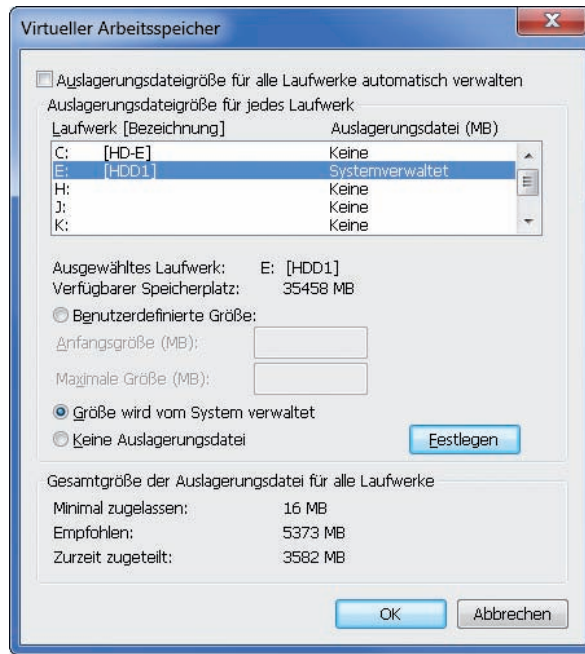 Virtueller Arbeitsspeicher
Auslagerungsdateigröße für alle Laufwerke automatisch verwalten
Auslagerungsdateigröße für jedes Laufwerk
Laufwerk [Bezeichnung] Auslagerungsdatei (MB)
C: [HD-E] Keine
E: [HDD1] Systemverwaltet
H: Keine
J: Keine
K: Keine
Ausgewähltes Laufwerk: E: [HDD1]
Verfügbarer Speicherplatz: 35458 MB
Benutzerdefinierte Größe:
Anfangsgröße (MB):
Maximale Größe (MB):
Größe wird vom System verwaltet
Keine Auslagerungsdatei Festlegen
Gesamtgröße der Auslagerungsdatei für alle Laufwerke
Minimal zugelassen: 16 MB
Empfohlen: 5373 MB
Zurzeit zugeteilt: 3582 MB
OK Abbrechen